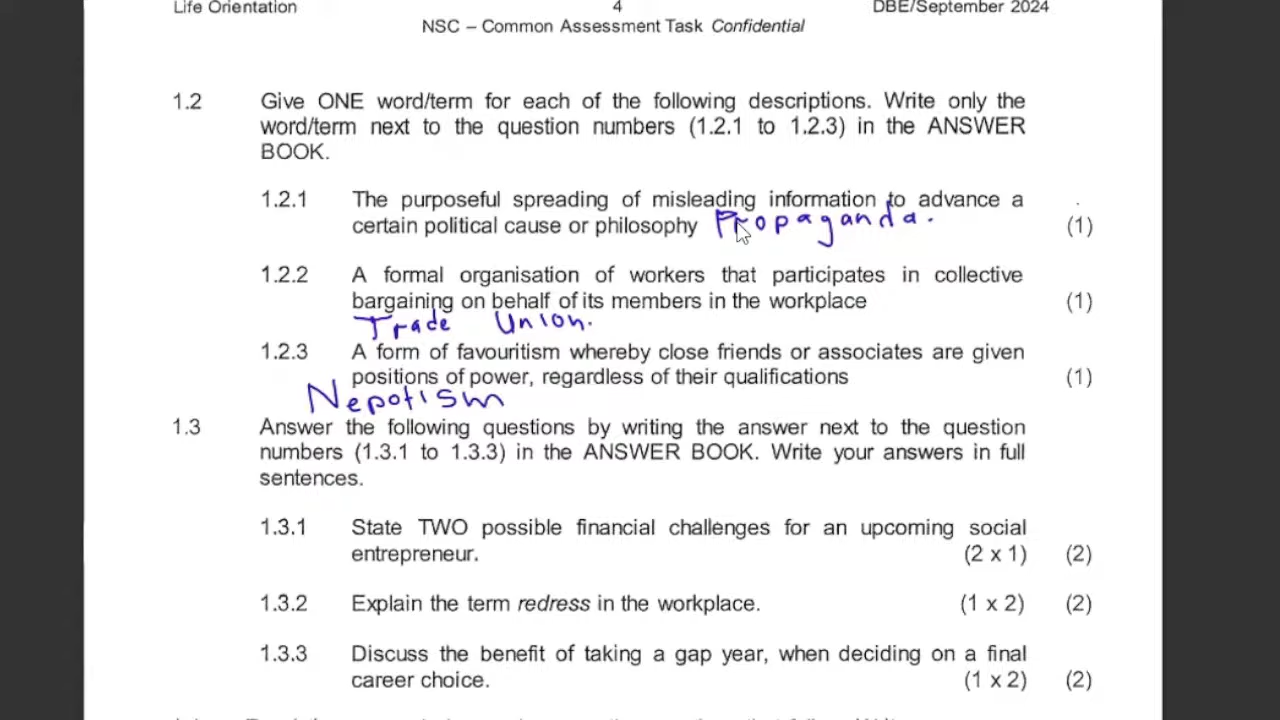 Life Orientation 4 DBE/September 2024
NSC – Common Assessment Task Confidential
1.2 Give ONE word/term for each of the following descriptions. Write only the
word/term next to the question numbers (1.2.1 to 1.2.3) in the ANSWER
BOOK.
1.2.1 The purposeful spreading of misleading information to advance a
certain political cause or philosophy Propaganda. (1)
1.2.2 A formal organisation of workers that participates in collective
bargaining on behalf of its members in the workplace (1)
Trade Union.
1.2.3 A form of favouritism whereby close friends or associates are given
positions of power, regardless of their qualifications (1)
Nepotism
1.3 Answer the following questions by writing the answer next to the question
numbers (1.3.1 to 1.3.3) in the ANSWER BOOK. Write your answers in full
sentences.
1.3.1 State TWO possible financial challenges for an upcoming social
entrepreneur. (2 x 1) (2)
1.3.2 Explain the term redress in the workplace. (1 x 2) (2)
1.3.3 Discuss the benefit of taking a gap year, when deciding on a final
career choice. (1 x 2) (2)